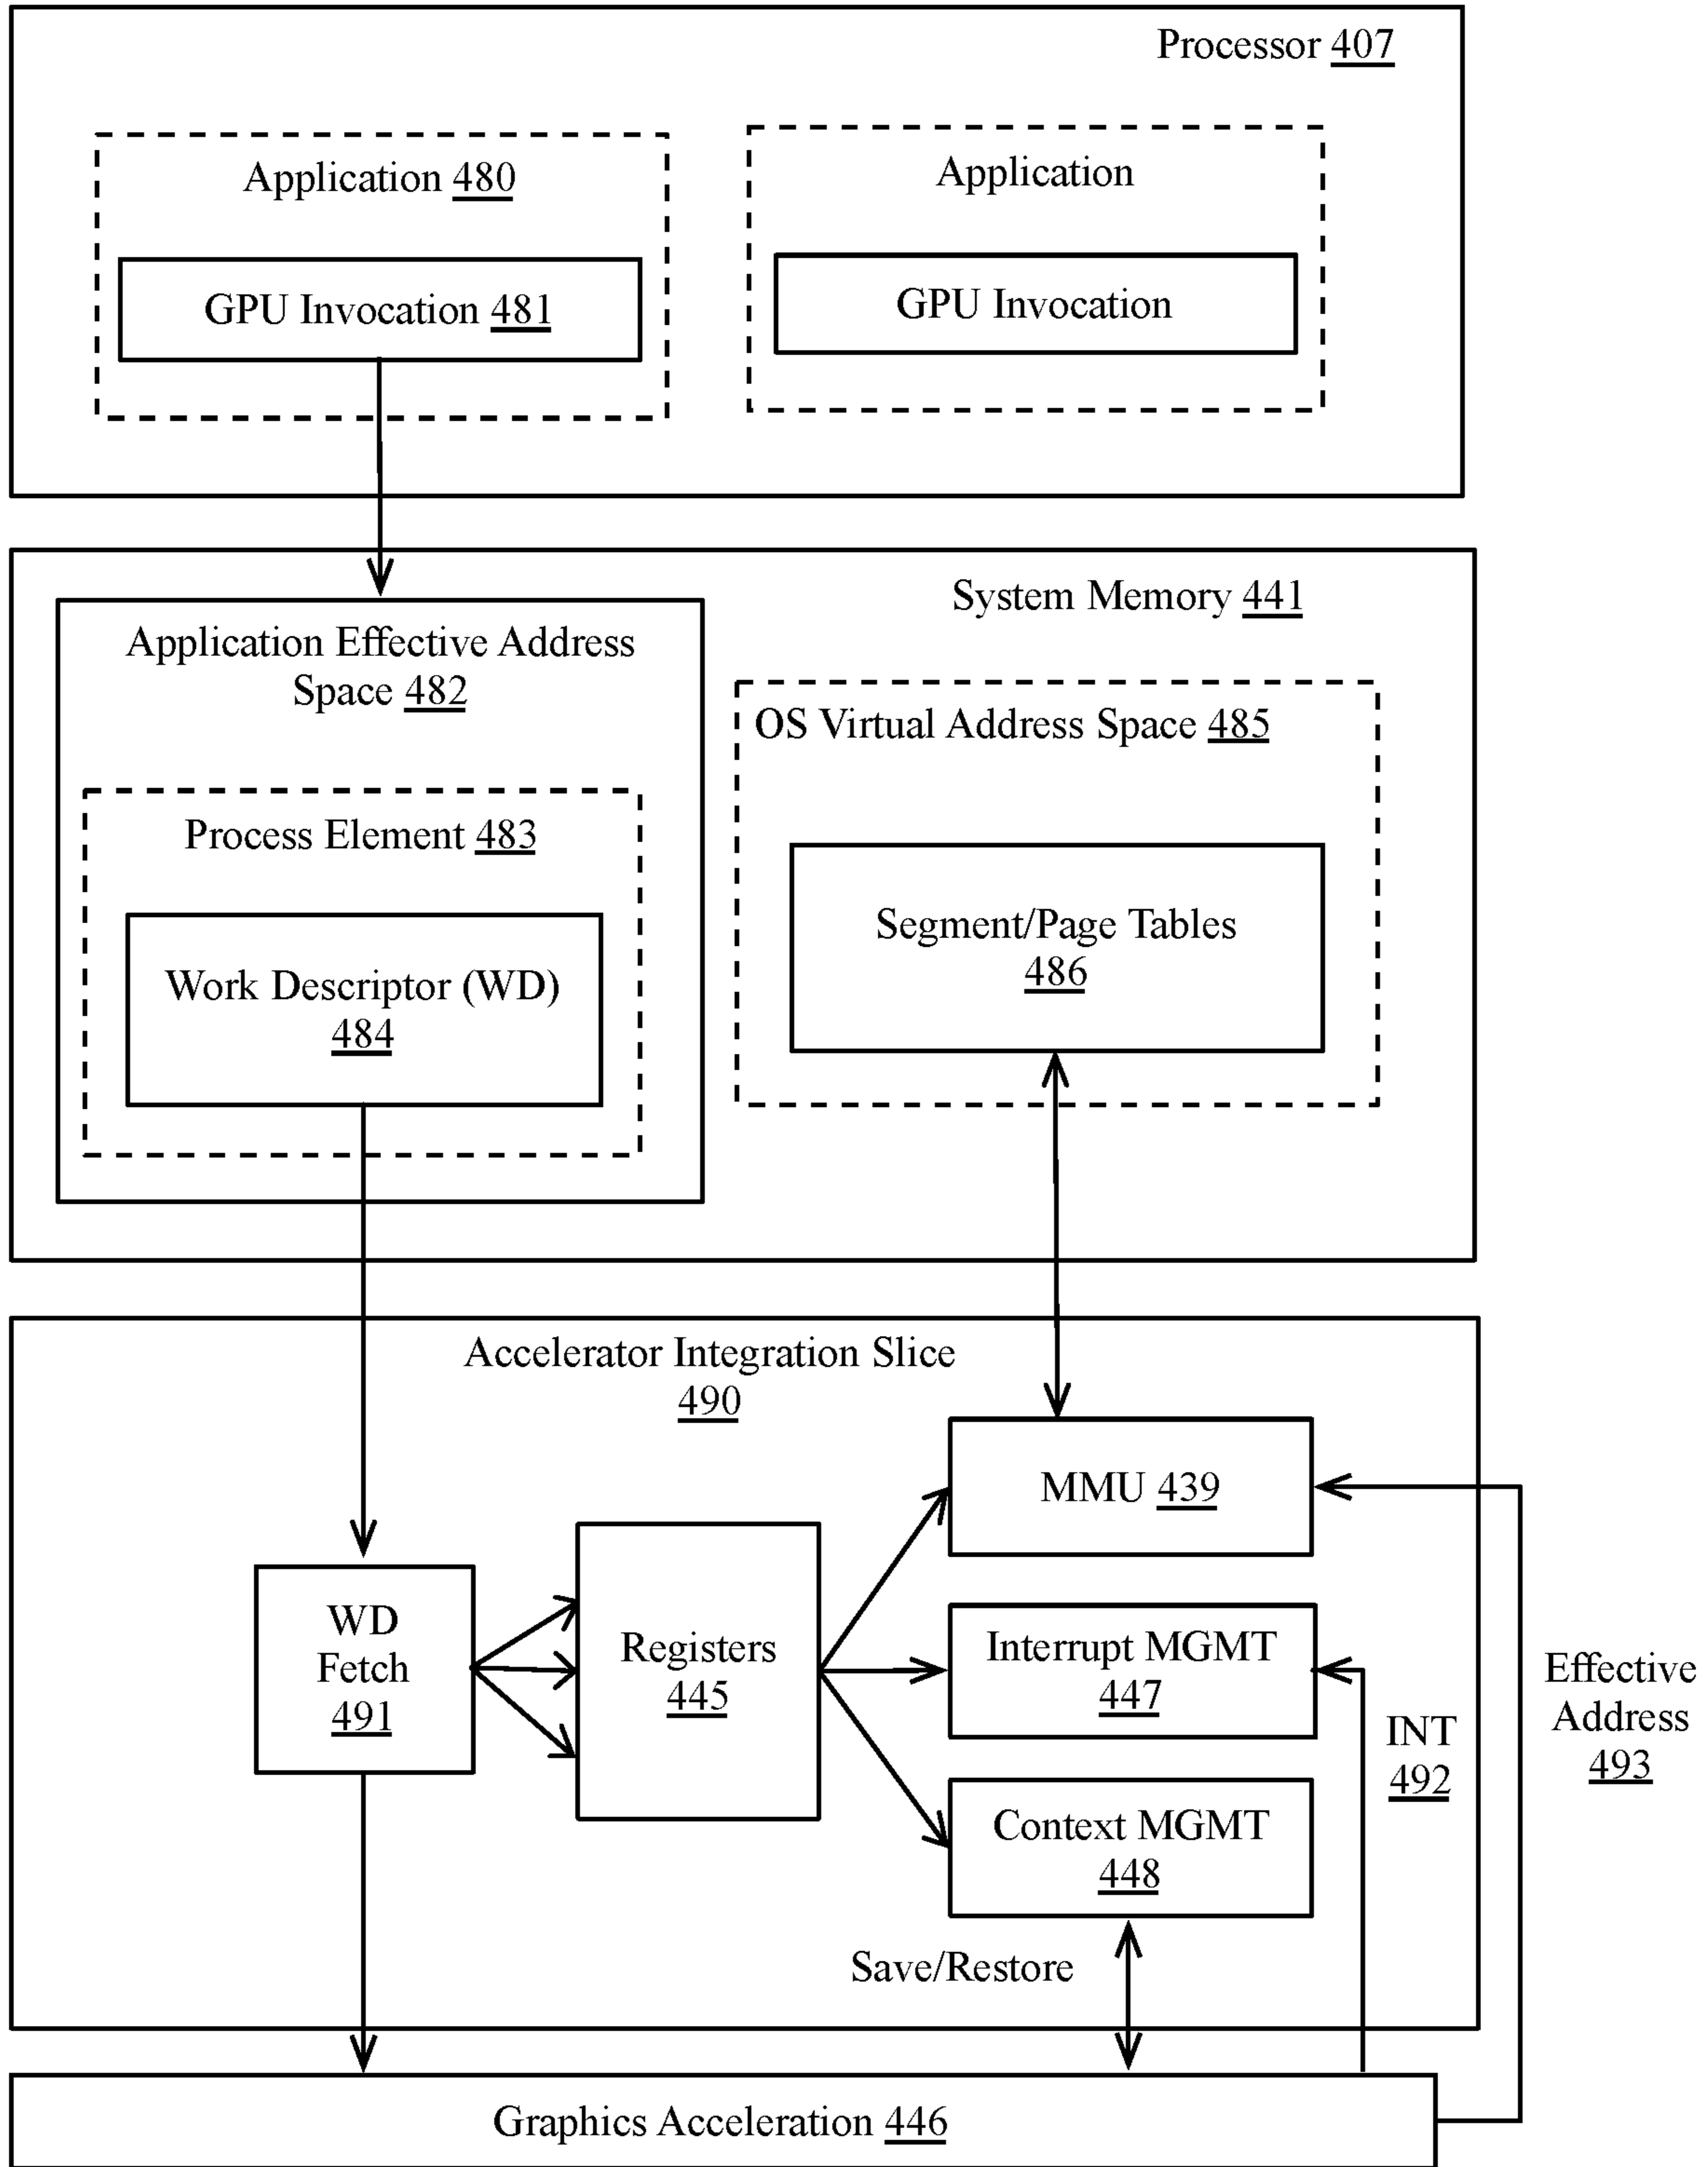 Processor 407
Application 480
GPU Invocation 481
Application
GPU Invocation
System Memory 441
Application Effective Address
Space 482
Process Element 483
Work Descriptor (WD)
484
OS Virtual Address Space 485
Segment/Page Tables
486
Accelerator Integration Slice
490
WD
Fetch
491
Registers
445
MMU 439
Interrupt MGMT
447
Context MGMT
448
Save/Restore
INT
492
Effective
Address
493
Graphics Acceleration 446